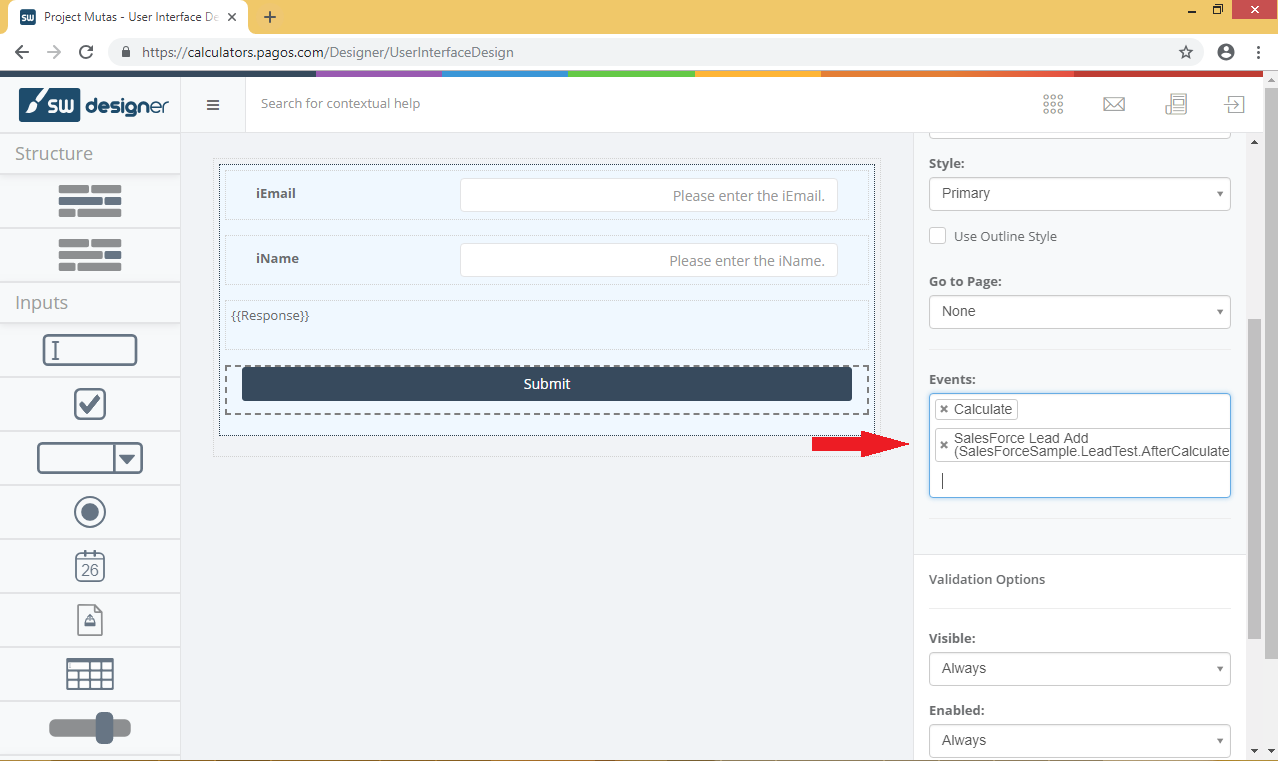 SW
Project Mutas - User Interface De
https://calculators.pagos.com/Designer/UserInterfaceDesign
SW designer
Search for contextual help
Structure
Inputs
26
iEmail
Please enter the iEmail.
iName
Please enter the iName.
{{Response}}
Submit
Style:
Primary
Use Outline Style
Go to Page:
None
Events:
Calculate
SalesForce Lead Add
(SalesForceSample.LeadTest.AfterCalculate
Validation Options
Visible:
Always
Enabled:
Always